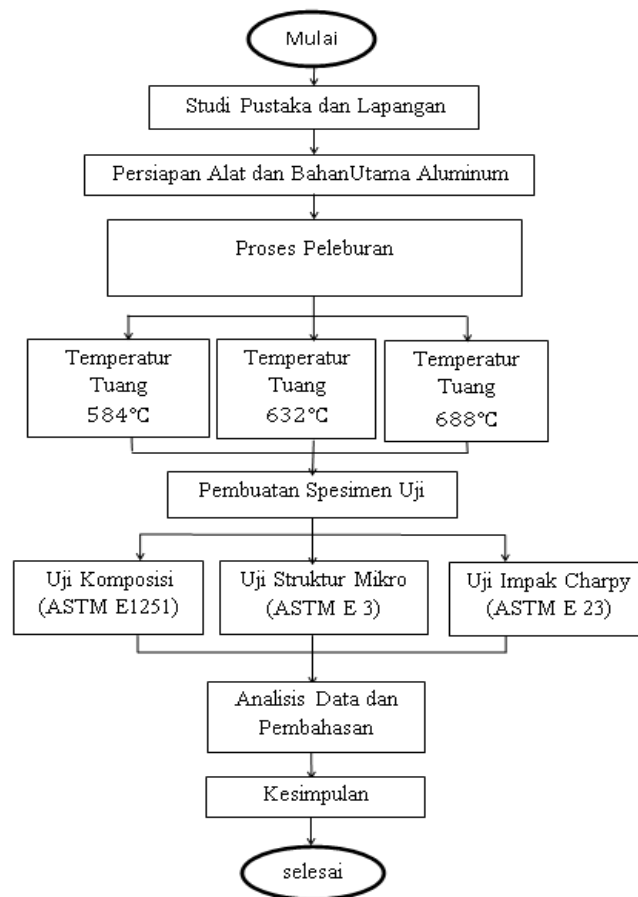 Mulai
Studi Pustaka dan Lapangan
Persiapan Alat dan BahanUtama Aluminum
Proses Peleburan
Temperatur
Tuang
584°C
Temperatur
Tuang
632°C
Temperatur
Tuang
688°C
Pembuatan Spesimen Uji
Uji Komposisi
(ASTM E1251)
Uji Struktur Mikro
(ASTM E 3)
Uji Impak Charpy
(ASTM E 23)
Analisis Data dan
Pembahasan
Kesimpulan
selesai